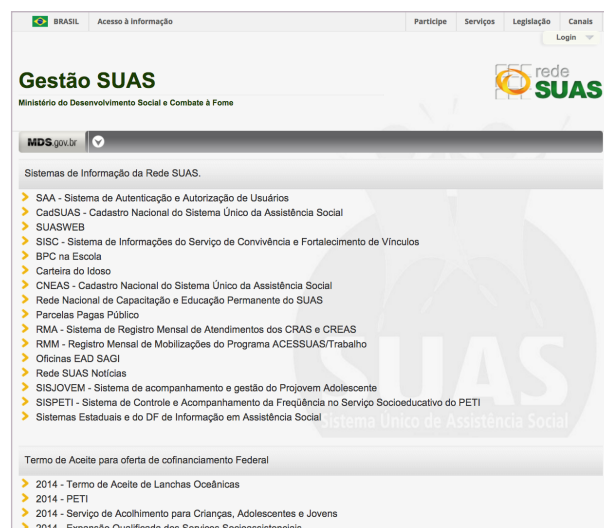 BRASIL Acesso à informação Participe Serviços Legislação Canais
Login
Gestão SUAS
Ministério do Desenvolvimento Social e Combate à Fome
rede
SUAS
MDS.gov.br
Sistemas de Informação da Rede SUAS.
SAA - Sistema de Autenticação e Autorização de Usuários
CadSUAS - Cadastro Nacional do Sistema Único da Assistência Social
SUASWEB
SISC - Sistema de Informações do Serviço de Convivência e Fortalecimento de Vínculos
BPC na Escola
Carteira do Idoso
CNEAS - Cadastro Nacional do Sistema Único da Assistência Social
Rede Nacional de Capacitação e Educação Permanente do SUAS
Parcelas Pagas Público
RMA - Sistema de Registro Mensal de Atendimentos dos CRAS e CREAS
RMM - Registro Mensal de Mobilizações do Programa ACESSUAS/Trabalho
Oficinas EAD SAGI
Rede SUAS Notícias
SISJOVEM - Sistema de acompanhamento e gestão do Projovem Adolescente
SISPETI - Sistema de Controle e Acompanhamento da Freqüência no Serviço Socioeducativo do PETI
Sistemas Estaduais e do DF de Informação em Assistência Social
SUAS
Sistema Único de Assistência Social
Termo de Aceite para oferta de cofinanciamento Federal
2014 - Termo de Aceite de Lanchas Oceânicas
2014 - PETI
2014 - Serviço de Acolhimento para Crianças, Adolescentes e Jovens
2014 - Expansão Qualificada dos Serviços Socioassistenciais